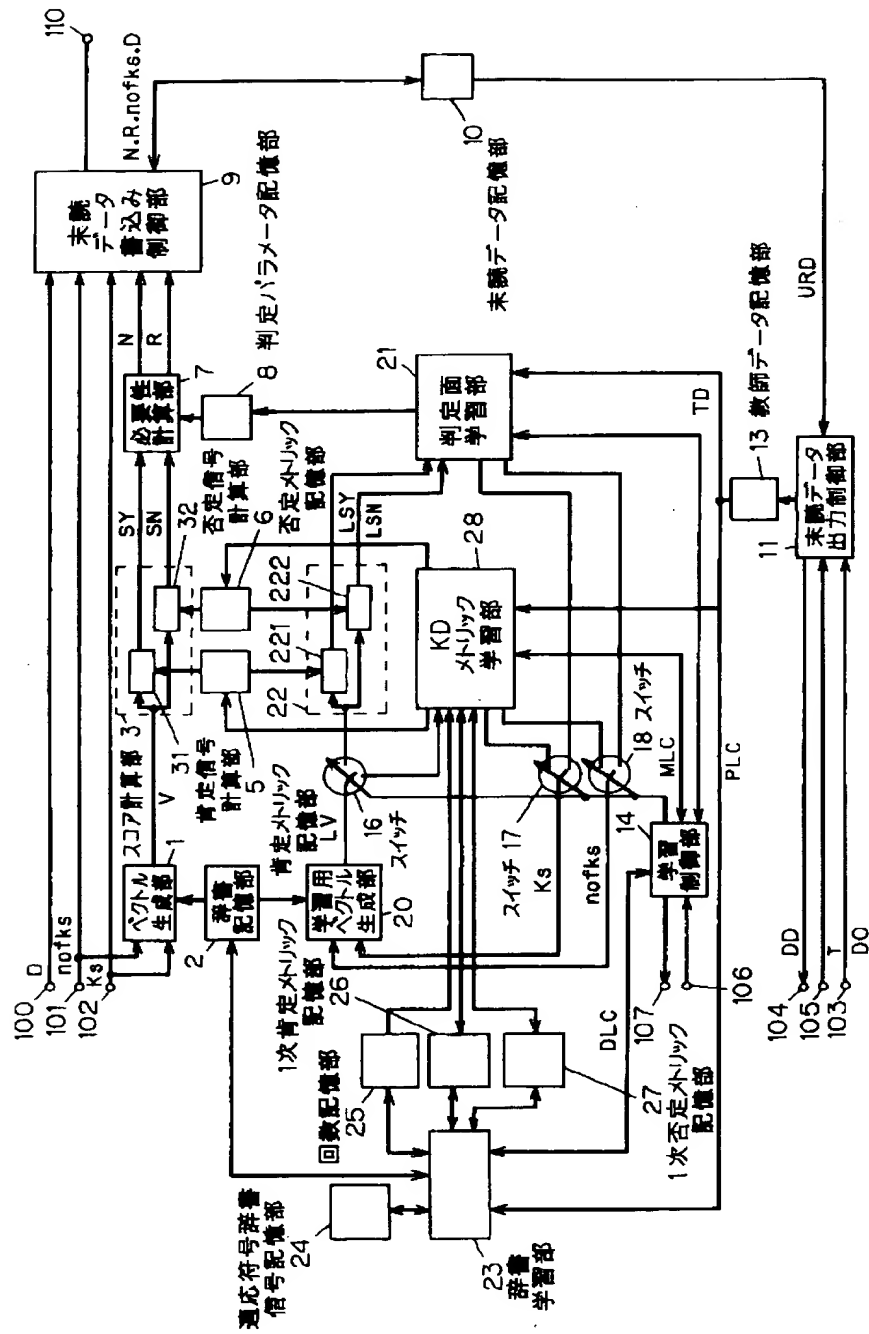 110
N.R.nofks.D
未読
データ
書込み
制御部
9
10
未読データ記憶部
URD
N
R
必要性
計算部
7
8 判定パラメータ記憶部
SY
SN
32
否定信号
計算部
6
否定メトリック
記憶部
LSY
LSN
21
判定面
学習部
TD
13 教師データ記憶部
未読データ
出力制御部
11
スコア計算部 3
31
肯定信号
計算部
5
肯定メトリック
記憶部
22
221
222
28
KD
メトリック
学習部
V
LV
16
スイッチ
スイッチ 17
18 スイッチ
MLC
PLC
Ks
nofks
14
学習
制御部
1
ベクトル
生成部
2
辞書
記憶部
学習用
ベクトル
生成部
20
D
nofks
Ks
100
101
102
1次肯定メトリック
記憶部
26
回数記憶部
25
27
1次否定メトリック
記憶部
DLC
107
106
DD
T
DO
104
105
103
適応符号辞書
信号記憶部
24
23
辞書
学習部